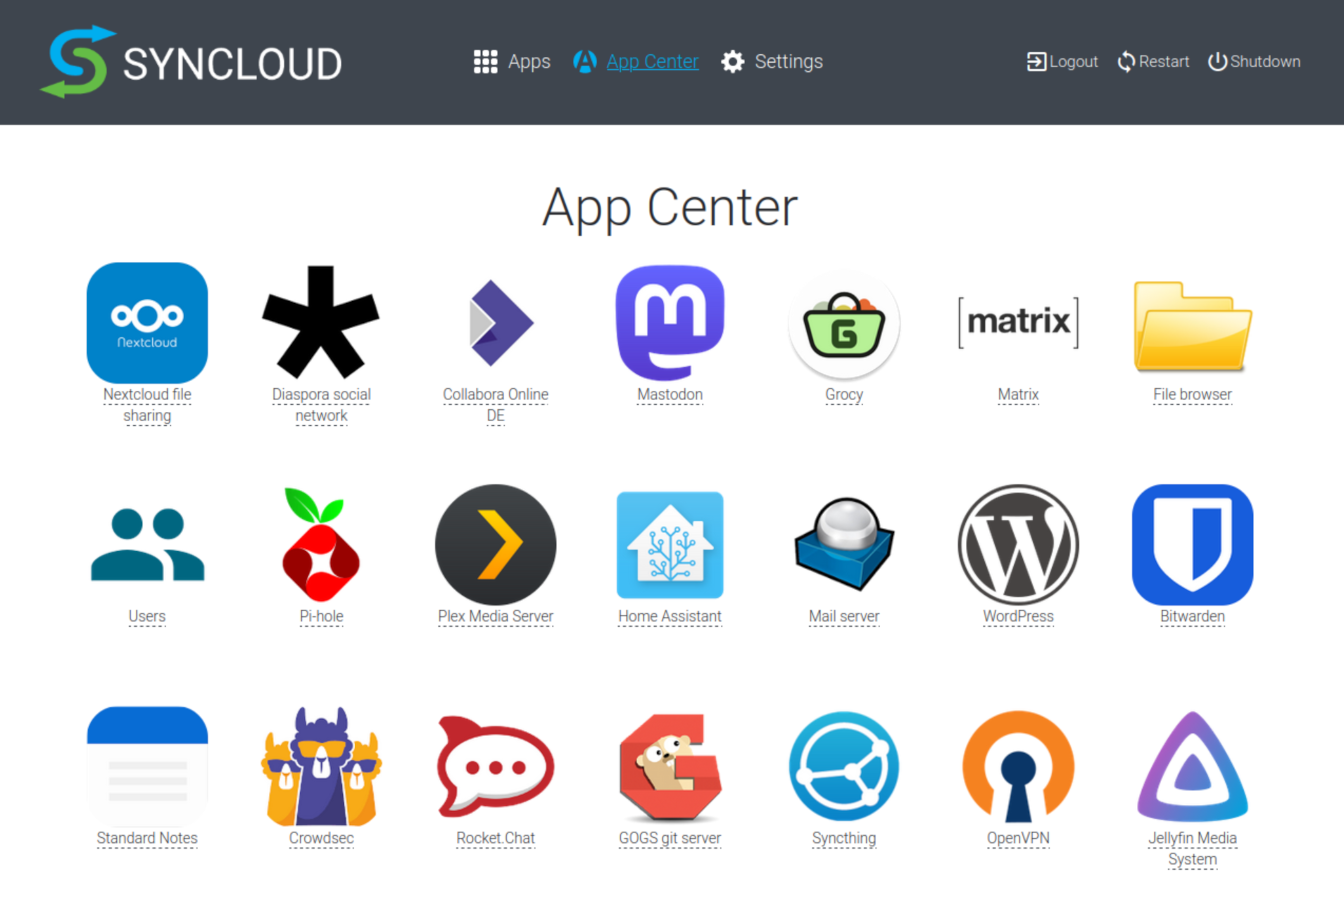 SYNCLOUD
Apps
App Center
Settings
Logout
Restart
Shutdown
App Center
Nextcloud
Nextcloud file
sharing
Diaspora social
network
Collabora Online
DE
Mastodon
G
Grocy
[matrix]
Matrix
File browser
Users
Pi-hole
Plex Media Server
Home Assistant
Mail server
WordPress
Bitwarden
Standard Notes
Crowdsec
Rocket.Chat
GOGS git server
Syncthing
OpenVPN
Jellyfin Media
System